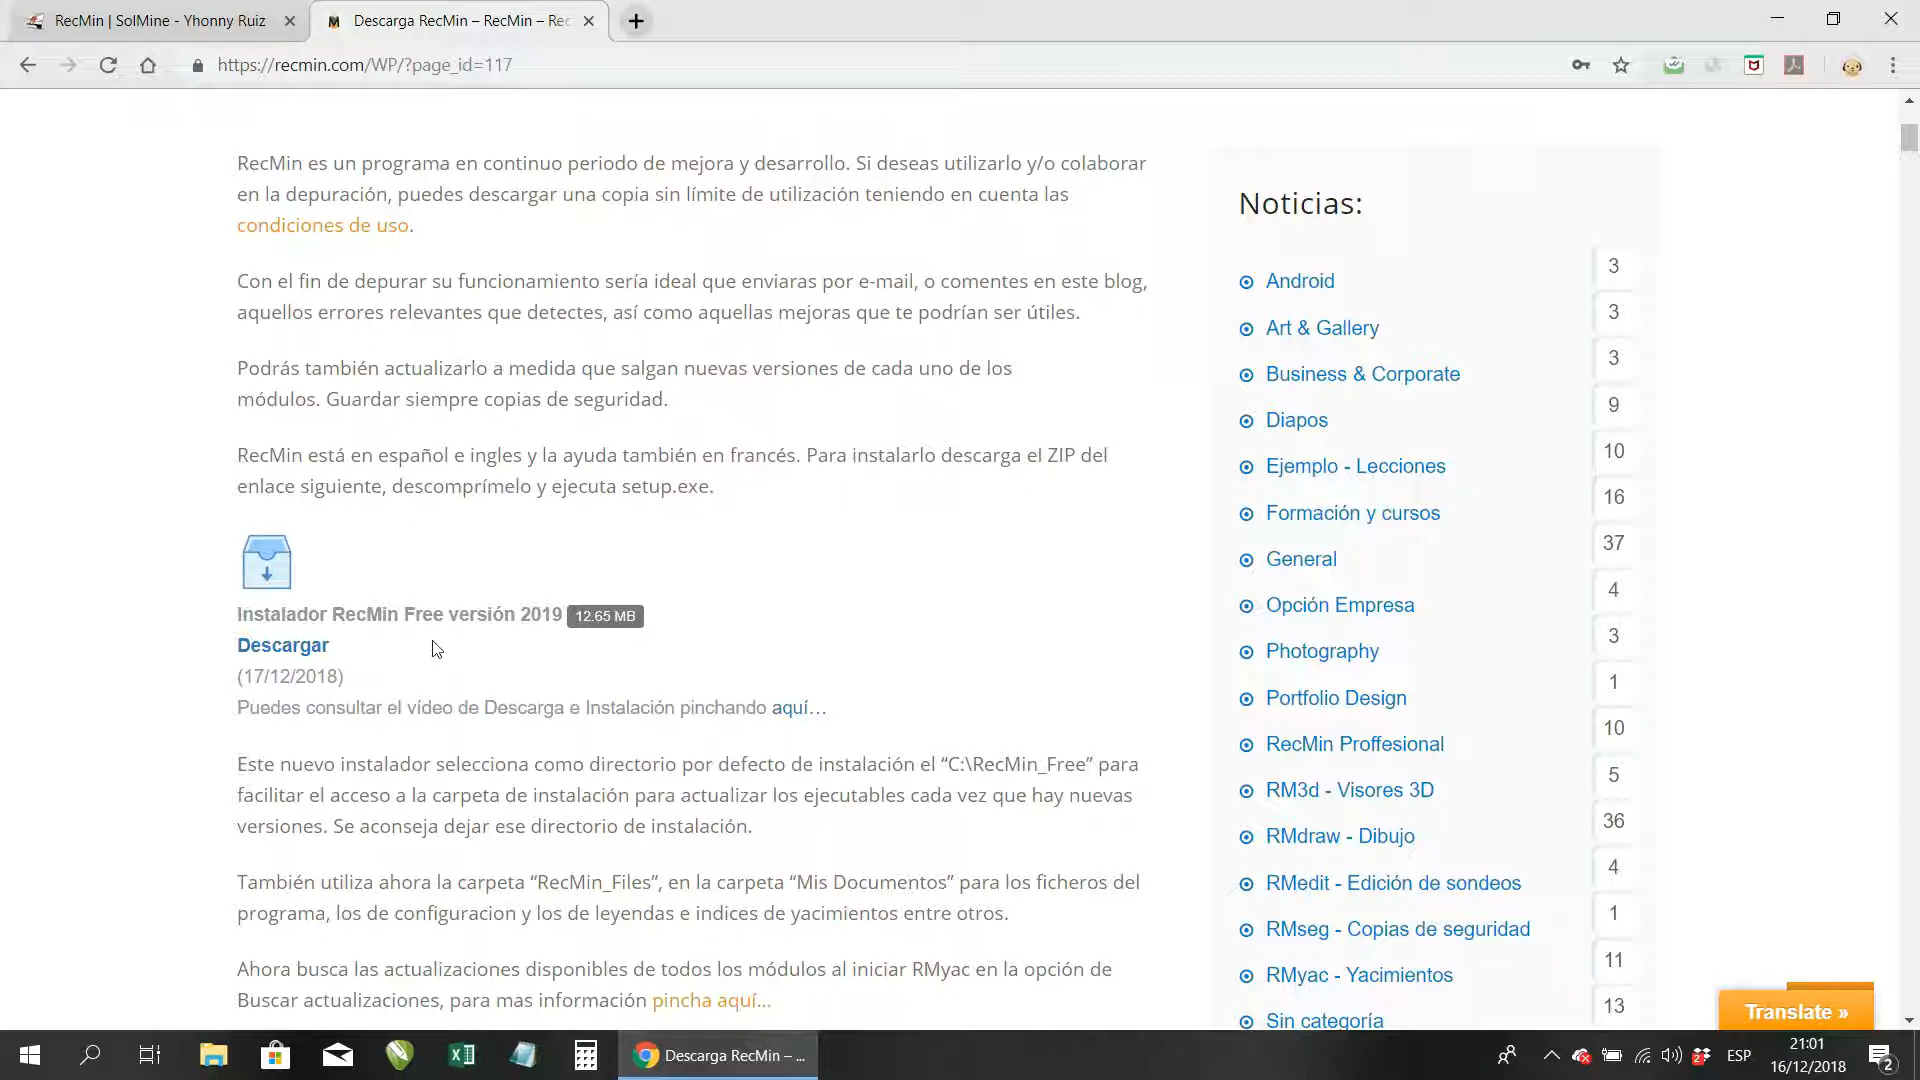 RecMin | SolMine - Yhonny Ruiz
Descarga RecMin – RecMin – Rec
https://recmin.com/WP/?page_id=117
RecMin es un programa en continuo periodo de mejora y desarrollo. Si deseas utilizarlo y/o colaborar
en la depuración, puedes descargar una copia sin límite de utilización teniendo en cuenta las
condiciones de uso.
Con el fin de depurar su funcionamiento sería ideal que enviaras por e-mail, o comentes en este blog,
aquellos errores relevantes que detectes, así como aquellas mejoras que te podrían ser útiles.
Podrás también actualizarlo a medida que salgan nuevas versiones de cada uno de los
módulos. Guardar siempre copias de seguridad.
RecMin está en español e ingles y la ayuda también en francés. Para instalarlo descarga el ZIP del
enlace siguiente, descomprímelo y ejecuta setup.exe.
Instalador RecMin Free versión 2019 12.65 MB
Descargar
(17/12/2018)
Puedes consultar el vídeo de Descarga e Instalación pinchando aquí…
Este nuevo instalador selecciona como directorio por defecto de instalación el “C:\RecMin_Free” para
facilitar el acceso a la carpeta de instalación para actualizar los ejecutables cada vez que hay nuevas
versiones. Se aconseja dejar ese directorio de instalación.
También utiliza ahora la carpeta “RecMin_Files”, en la carpeta “Mis Documentos” para los ficheros del
programa, los de configuracion y los de leyendas e indices de yacimientos entre otros.
Ahora busca las actualizaciones disponibles de todos los módulos al iniciar RMyac en la opción de
Buscar actualizaciones, para mas información pincha aquí…
Noticias:
Android 3
Art & Gallery 3
Business & Corporate 3
Diapos 9
Ejemplo - Lecciones 10
Formación y cursos 16
General 37
Opción Empresa 4
Photography 3
Portfolio Design 1
RecMin Proffesional 10
RM3d - Visores 3D 5
RMdraw - Dibujo 36
RMedit - Edición de sondeos 4
RMseg - Copias de seguridad 1
RMyac - Yacimientos 11
Sin categoría 13
Translate »
Descarga RecMin – ...
ESP
21:01
16/12/2018
2